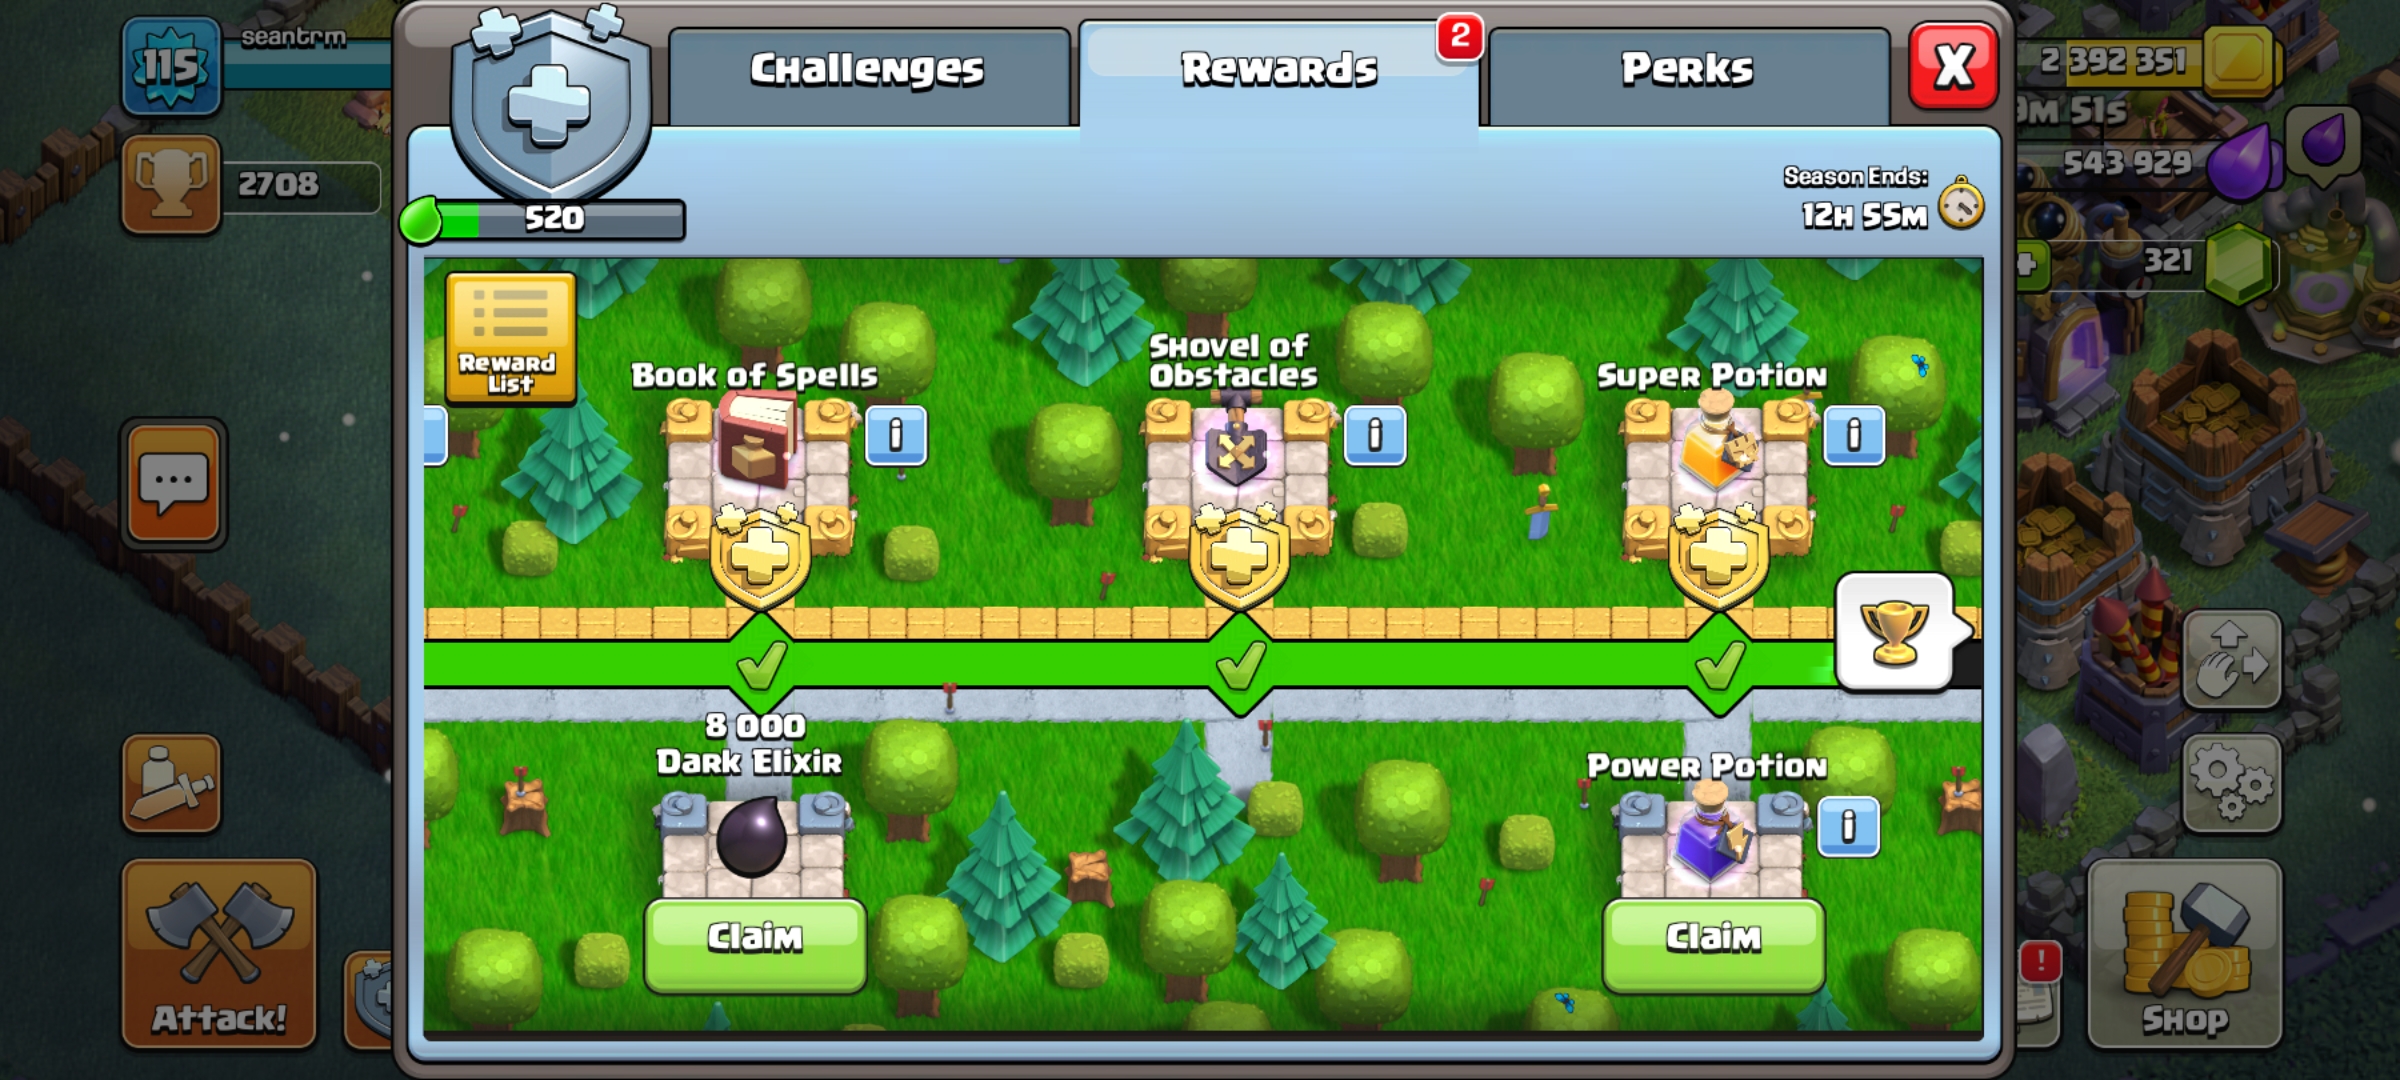 115
seantrm
2708
Challenges
Rewards
2
Perks
X
2 392 351
9M 51s
543 929
321
520
Season Ends:
12H 55M
Reward
List
Book of Spells
Shovel of
Obstacles
Super Potion
8 000
Dark Elixir
Power Potion
Claim
Claim
Attack!
!
Shop